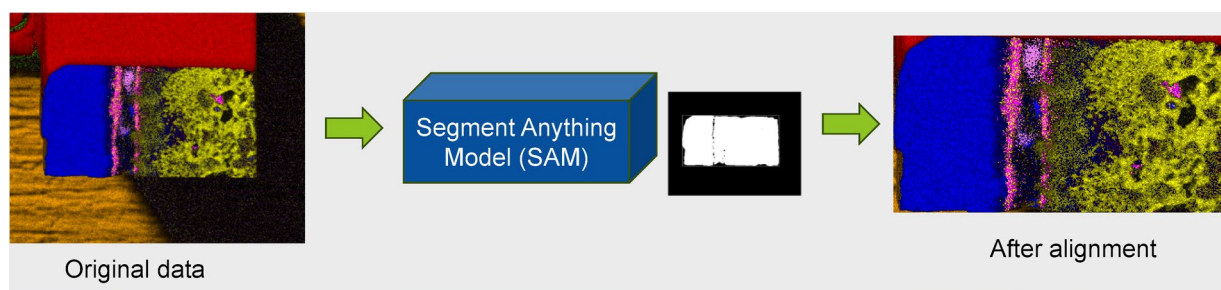 Segment Anything
Model (SAM)
Original data
After alignment